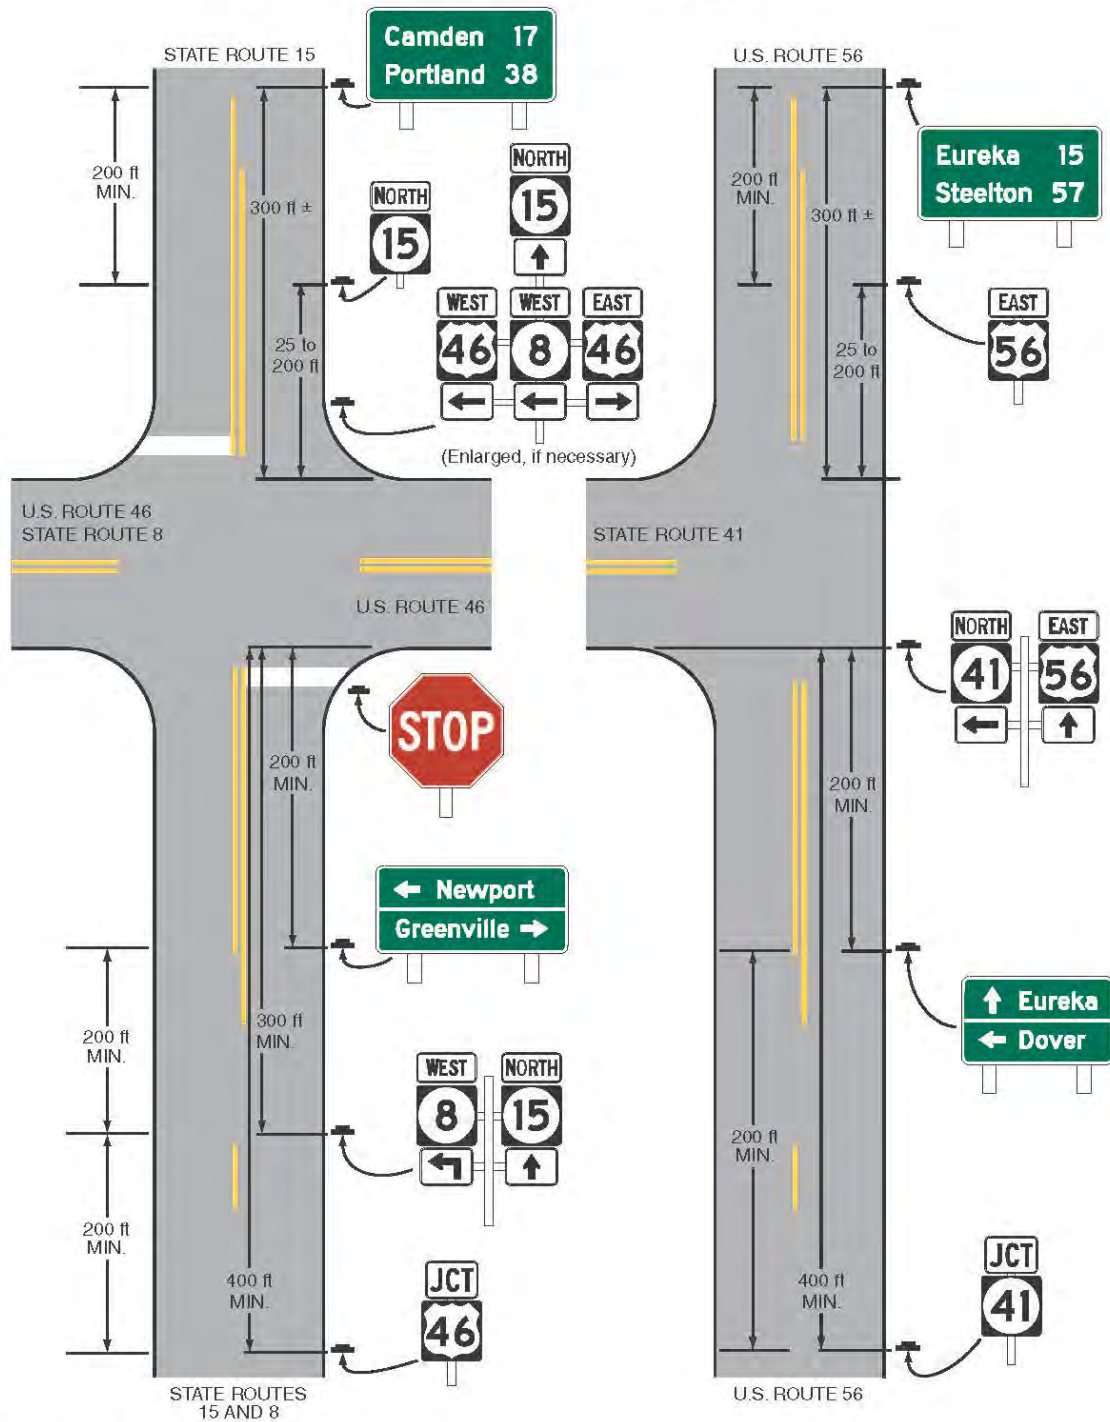 STATE ROUTE 15
Camden 17
Portland 38
200 ft
MIN.
300 ft ±
NORTH
15
NORTH
15
25 to
200 ft
WEST WEST EAST
46 8 46
(Enlarged, if necessary)
U.S. ROUTE 46
STATE ROUTE 8
U.S. ROUTE 46
STOP
200 ft
MIN.
Newport
Greenville
300 ft
MIN.
200 ft
MIN.
WEST NORTH
8 15
200 ft
MIN.
400 ft
MIN.
JCT
46
STATE ROUTES
15 AND 8
U.S. ROUTE 56
200 ft
MIN.
300 ft ±
Eureka 15
Steelton 57
25 to
200 ft
EAST
56
STATE ROUTE 41
NORTH EAST
41 56
200 ft
MIN.
Eureka
Dover
200 ft
MIN.
400 ft
MIN.
JCT
41
U.S. ROUTE 56